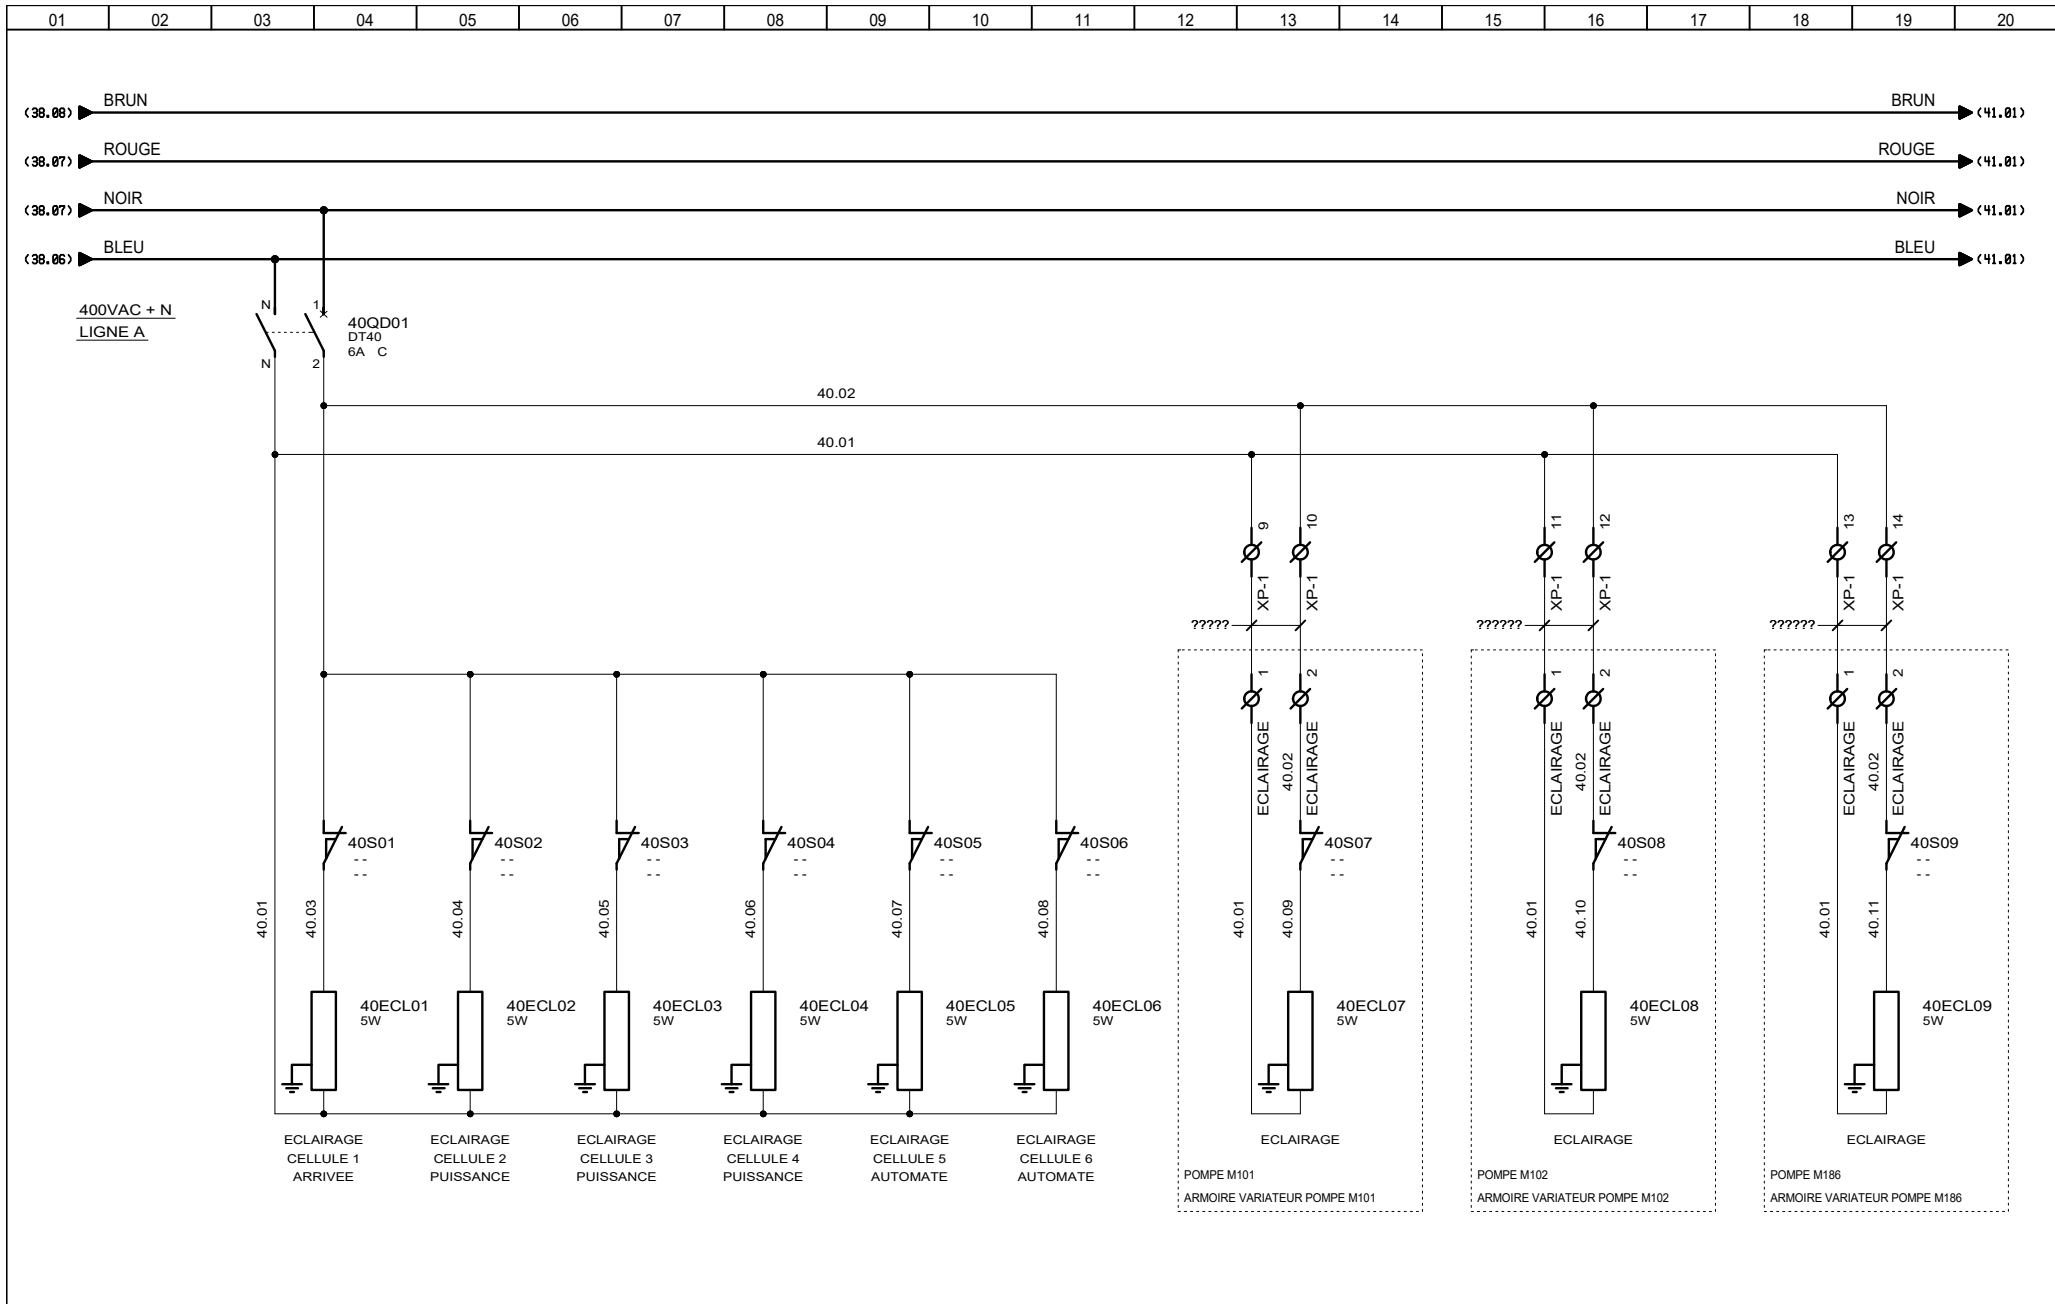 01 02 03 04 05 06 07 08 09 10 11 12 13 14 15 16 17 18 19 20
BRUN BRUN
(38.08) (41.01)
ROUGE ROUGE
(38.07) (41.01)
NOIR NOIR
(38.07) (41.01)
BLEU BLEU
(38.06) (41.01)
400VAC + N
LIGNE A
N 1
40QD01
DT40
6A C
N 2
40.02
40.01
9 10 11 12 13 14
XP-1 XP-1 XP-1 XP-1 XP-1 XP-1
????? ?????? ??????
1 2 1 2 1 2
ECLAIRAGE 40.02 ECLAIRAGE ECLAIRAGE 40.02 ECLAIRAGE ECLAIRAGE 40.02 ECLAIRAGE
40S01 40S02 40S03 40S04 40S05 40S06 40S07 40S08 40S09
-- -- -- -- -- -- -- -- --
-- -- -- -- -- -- -- -- --
40.01 40.03 40.04 40.05 40.06 40.07 40.08 40.01 40.09 40.01 40.10 40.01 40.11
40ECL01 40ECL02 40ECL03 40ECL04 40ECL05 40ECL06 40ECL07 40ECL08 40ECL09
5W 5W 5W 5W 5W 5W 5W 5W 5W
ECLAIRAGE ECLAIRAGE ECLAIRAGE ECLAIRAGE ECLAIRAGE ECLAIRAGE ECLAIRAGE ECLAIRAGE ECLAIRAGE
CELLULE 1 CELLULE 2 CELLULE 3 CELLULE 4 CELLULE 5 CELLULE 6
ARRIVEE PUISSANCE PUISSANCE PUISSANCE AUTOMATE AUTOMATE
POMPE M101 POMPE M102 POMPE M186
ARMOIRE VARIATEUR POMPE M101 ARMOIRE VARIATEUR POMPE M102 ARMOIRE VARIATEUR POMPE M186